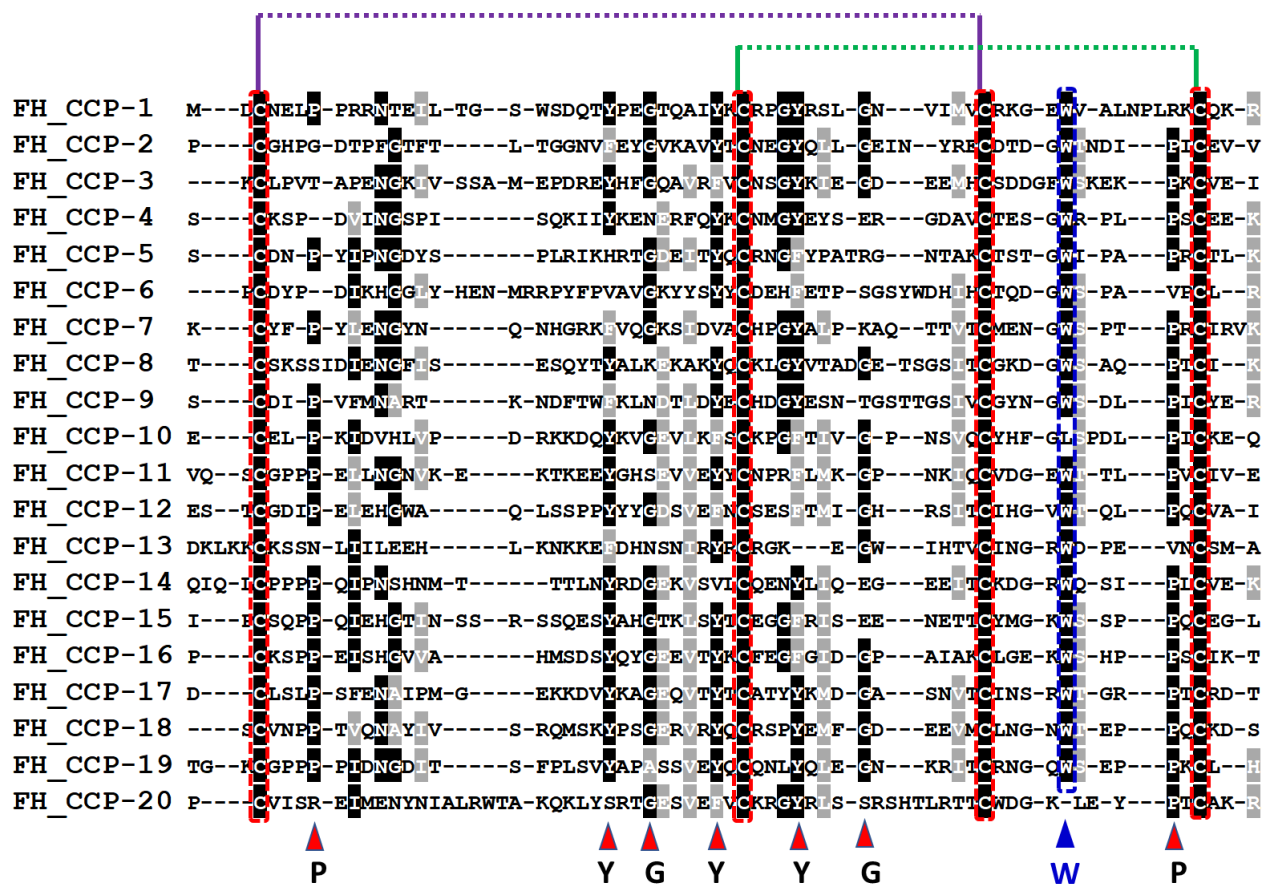 FH_CCP-1 M---DCNELP-PRRNTEIL-TG--S-WSDQTYPEGTQAIYKCRPGYRSL-GN---VIMVCRKG-EWV-ALNPLRKCQK-R
FH_CCP-2 P----CGHPG-DTPFGTFT-----L-TGGNVFEYGVKAVYTCNEGYQLL-GEIN--YRECDTD-GWTNDI---PICEV-V
FH_CCP-3 ----KCLPVT-APENGKIV-SSA-M-EPDREYHFGQAVRFVCNSGYKIE-GD---EEMHCSDDGFWSKEK---PKCVE-I
FH_CCP-4 S----CKSP--DVINGSPI-------SQKIIYKENERFQYKCNMGYEYS-ER---GDAVCTES-GWR-PL---PSCEE-K
FH_CCP-5 S----CDN-P-YIPNGDYS-------PLRIKHRTGDEITYQCRNGFYPATRG---NTAKCTST-GWI-PA---PRCTL-K
FH_CCP-6 ----PCDYP--DIKHGGLY-HEN-MRRPYFPVAVGKYYSYYCDEHFETP-SGSYWDHIHCTQD-GWS-PA---VPCL--R
FH_CCP-7 K----CYF-P-YLENGYN------Q-NHGRKFVQGKSIDVACHPGYALP-KAQ--TTVTCMEN-GWS-PT---PRCIRVK
FH_CCP-8 T----CSKSSIDIENGFIS-------ESQYTYALKEKAKYQCKLGYVTADGE-TSGSITCGKD-GWS-AQ---PTCI--K
FH_CCP-9 S----CDI-P-VFMNART------K-NDFTWFKLNDTLDYECHDGYESN-TGSTTGSIVCGYN-GWS-DL---PICYE-R
FH_CCP-10 E----CEL-P-KIDVHLVP-----D-RKKDQYKVGEVLKFSCKPGFTIV-G-P--NSVQCYHF-GLSPDL---PICKE-Q
FH_CCP-11 VQ--SCGPPP-ELLNGNVK-E-----KTKEEYGHSEVVEYYCNPRFLMK-GP---NKIQCVDG-EWT-TL---PVCIV-E
FH_CCP-12 ES--TCGDIP-ELEHGWA------Q-LSSPPYYYGDSVEFNCSESFTMI-GH---RSITCIHG-VWT-QL---PQCVA-I
FH_CCP-13 DKLKKCKSSN-LIILEEH------L-KNKKEFDHNSNIRYRCRGK---E-GW---IHTVCING-RWD-PE---VNCSM-A
FH_CCP-14 QIQ-LCPPPP-QIPNSHNM-T------TTLNYRDGEKVSVLCQENYLIQ-EG---EEITCKDG-RWQ-SI---PLCVE-K
FH_CCP-15 I---PCSQPP-QIEHGTIN-SS--R-SSQESYAHGTKLSYTCEGGFRIS-EE---NETTCYMG-KWS-SP---PQCEG-L
FH_CCP-16 P----CKSPP-EISHGVVA-------HMSDSYQYGEEVTYKCFEGFGID-GP---AIAKCLGE-KWS-HP---PSCIK-T
FH_CCP-17 D----CLSLP-SFENAIPM-G-----EKKDVYKAGEQVTYTCATYYKMD-GA---SNVTCINS-RWT-GR---PTCRD-T
FH_CCP-18 ----SCVNPP-TVQNAYIV-----S-RQMSKYPSGERVRYQCRSPYEMF-GD---EEVMCLNG-NWT-EP---PQCKD-S
FH_CCP-19 TG--KCGPPP-PIDNGDIT-----S-FPLSVYAPASSVEYQCQNLYQLE-GN---KRITCRNG-QWS-EP---PKCL--H
FH_CCP-20 P----CVISR-EIMENYNIALRWTA-KQKLYSRTGESVEFVCKRGYRLS-SRSHTLRTTCWDG-K-LE-Y---PTCAK-R
P Y G Y Y G W P